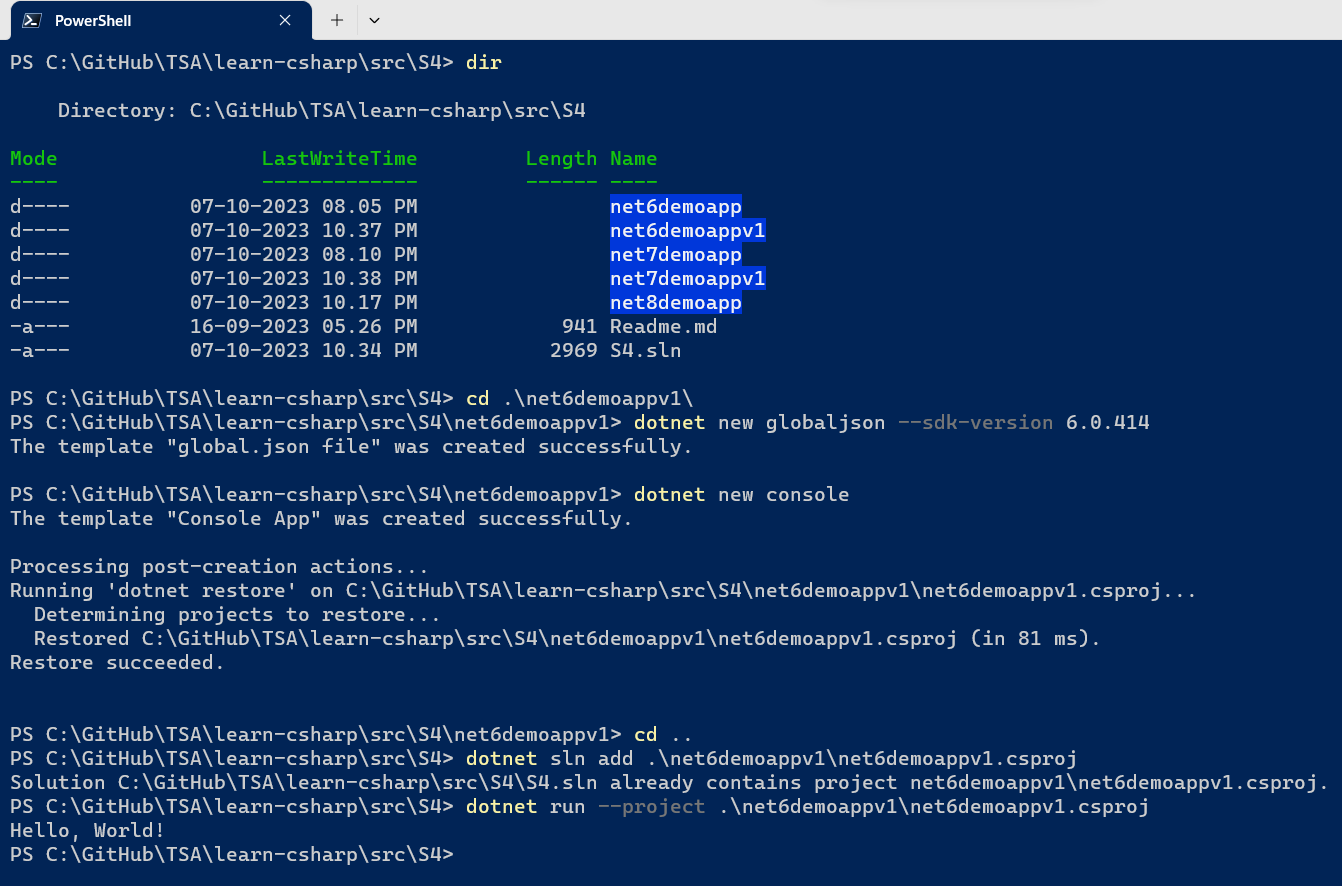 PowerShell
PS C:\GitHub\TSA\learn-csharp\src\S4> dir
Directory: C:\GitHub\TSA\learn-csharp\src\S4
Mode LastWriteTime Length Name
---- ------------- ------ ----
d---- 07-10-2023 08.05 PM net6demoapp
d---- 07-10-2023 10.37 PM net6demoappv1
d---- 07-10-2023 08.10 PM net7demoapp
d---- 07-10-2023 10.38 PM net7demoappv1
d---- 07-10-2023 10.17 PM net8demoapp
-a--- 16-09-2023 05.26 PM 941 Readme.md
-a--- 07-10-2023 10.34 PM 2969 S4.sln
PS C:\GitHub\TSA\learn-csharp\src\S4> cd .\net6demoappv1\
PS C:\GitHub\TSA\learn-csharp\src\S4\net6demoappv1> dotnet new globaljson --sdk-version 6.0.414
The template "global.json file" was created successfully.
PS C:\GitHub\TSA\learn-csharp\src\S4\net6demoappv1> dotnet new console
The template "Console App" was created successfully.
Processing post-creation actions...
Running 'dotnet restore' on C:\GitHub\TSA\learn-csharp\src\S4\net6demoappv1\net6demoappv1.csproj...
Determining projects to restore...
Restored C:\GitHub\TSA\learn-csharp\src\S4\net6demoappv1\net6demoappv1.csproj (in 81 ms).
Restore succeeded.
PS C:\GitHub\TSA\learn-csharp\src\S4\net6demoappv1> cd ..
PS C:\GitHub\TSA\learn-csharp\src\S4> dotnet sln add .\net6demoappv1\net6demoappv1.csproj
Solution C:\GitHub\TSA\learn-csharp\src\S4\S4.sln already contains project net6demoappv1\net6demoappv1.csproj.
PS C:\GitHub\TSA\learn-csharp\src\S4> dotnet run --project .\net6demoappv1\net6demoappv1.csproj
Hello, World!
PS C:\GitHub\TSA\learn-csharp\src\S4>